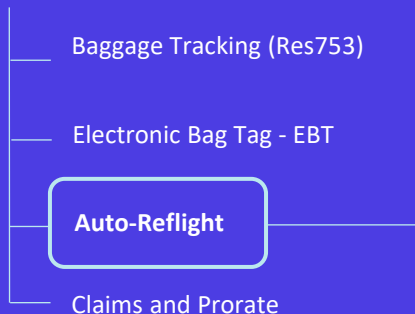 Baggage Tracking (Res753)
Electronic Bag Tag - EBT
Auto-Reflight
Claims and Prorate